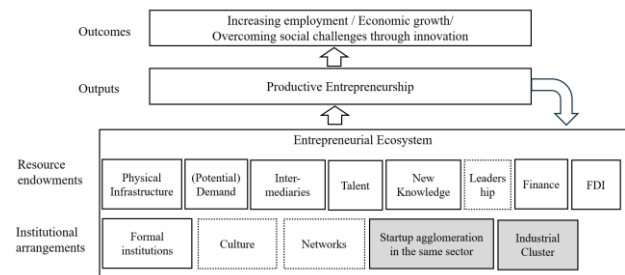 Outcomes
Increasing employment / Economic growth/
Overcoming social challenges through innovation
Outputs
Productive Entrepreneurship
Entrepreneurial Ecosystem
Resource
endowments
Physical
Infrastructure
(Potential)
Demand
Inter-
mediaries
Talent
New
Knowledge
Leaders
hip
Finance
FDI
Institutional
arrangements
Formal
institutions
Culture
Networks
Startup agglomeration
in the same sector
Industrial
Cluster